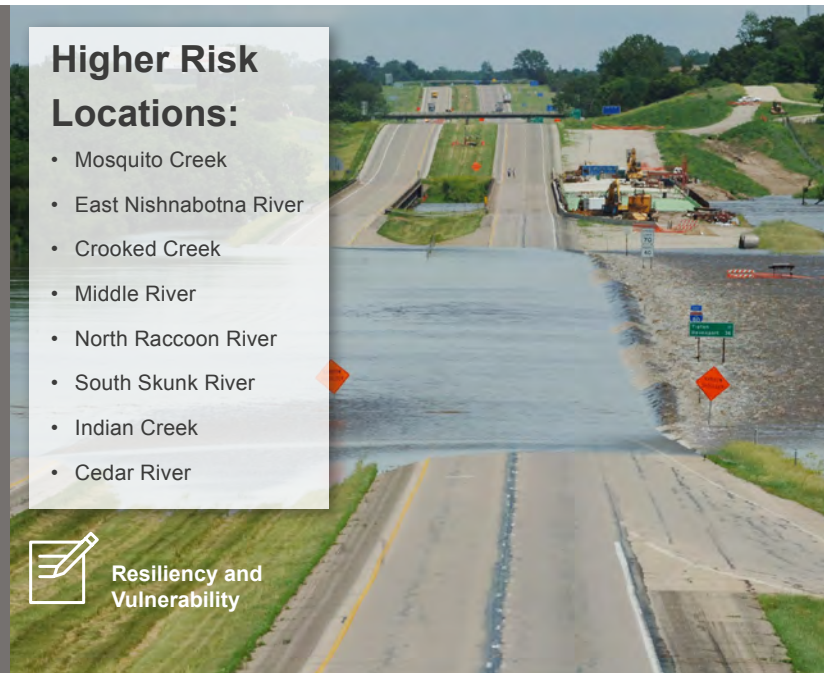 Higher Risk
Locations:
• Mosquito Creek
• East Nishnabotna River
• Crooked Creek
• Middle River
• North Raccoon River
• South Skunk River
• Indian Creek
• Cedar River
Resiliency and
Vulnerability